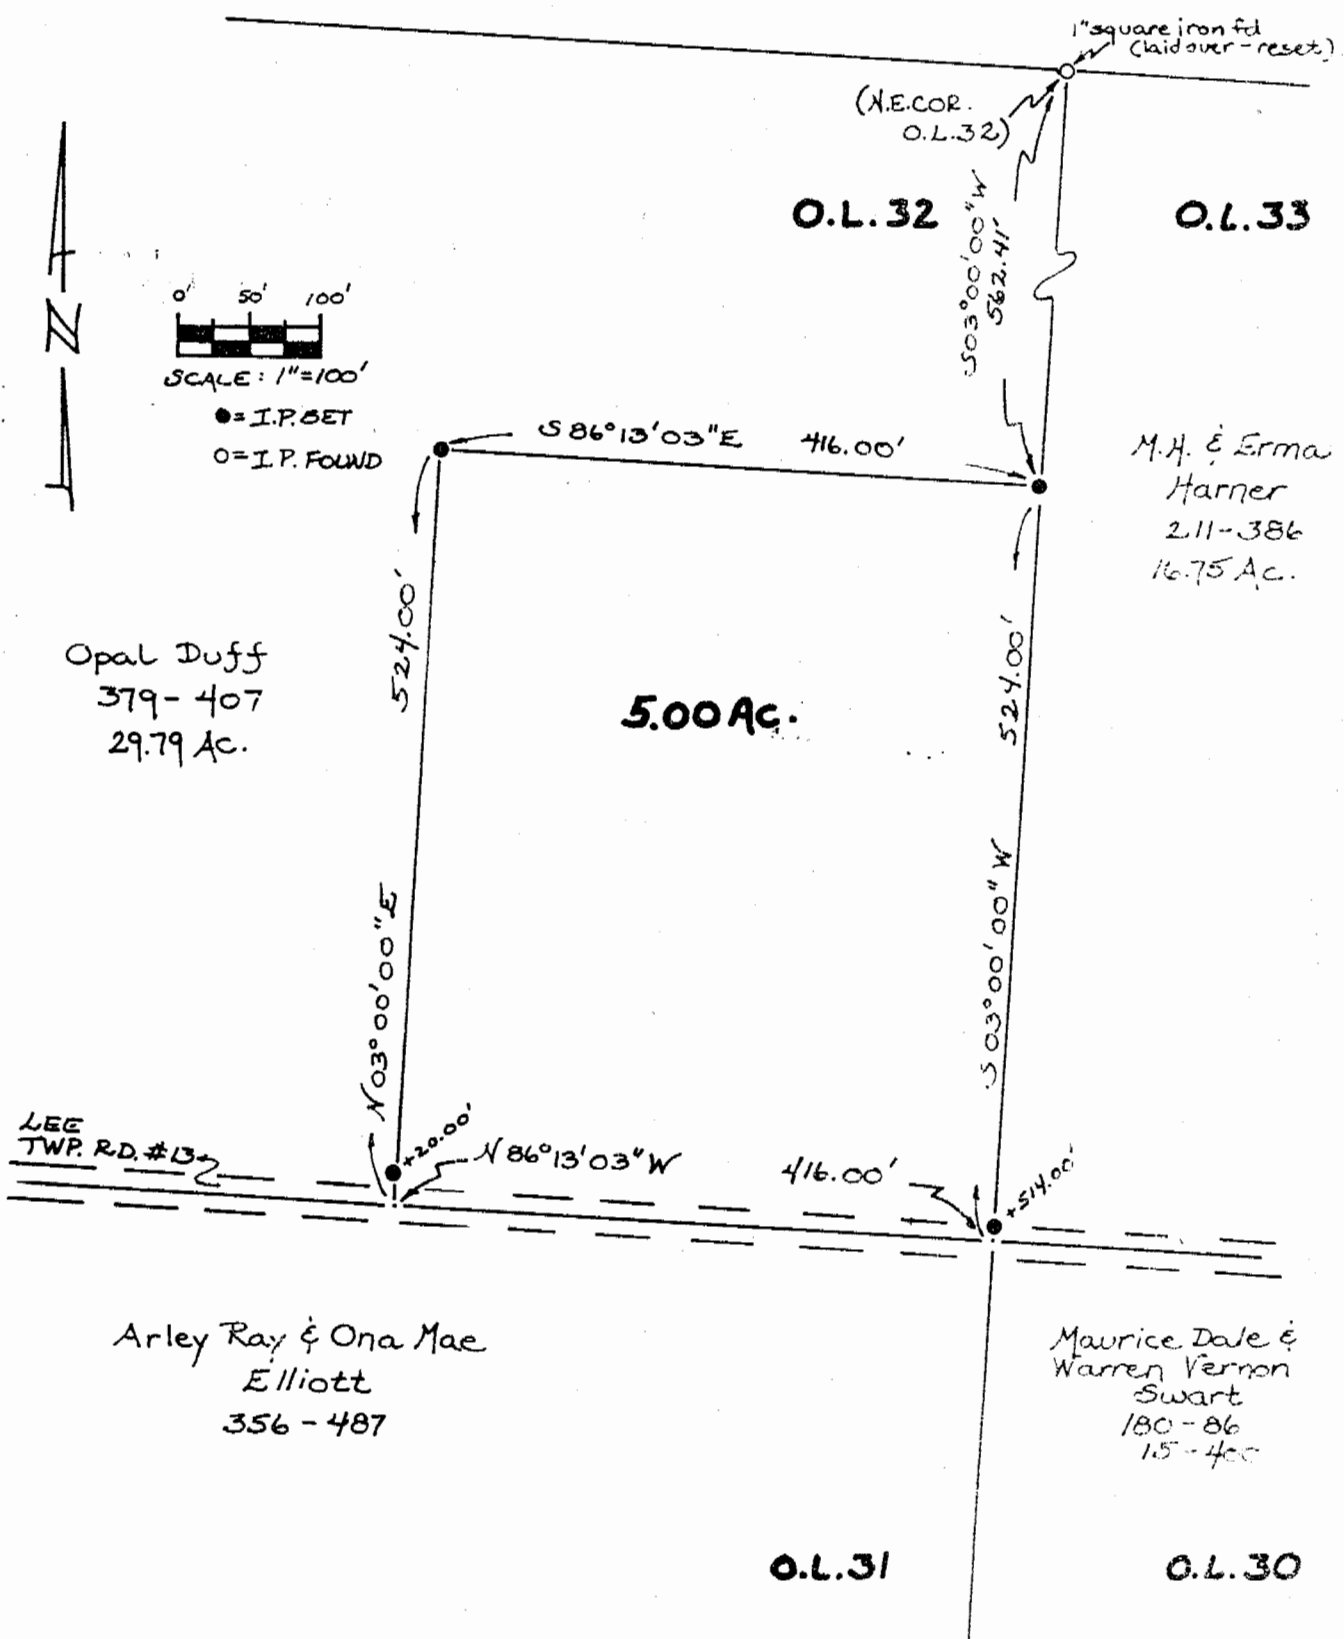 1" square iron fd
(laid over - reset)
(N.E.COR.
O.L.32)
O.L.32
O.L.33
S03°00'00"W
562.41'
N
0' 50' 100'
SCALE: 1"=100'
●= I.P. SET
O= I.P. FOUND
S 86°13'03"E 416.00'
M.H. & Erma
Harner
211-386
16.75 Ac.
524.00'
524.00'
Opal Duff
379-407
29.79 Ac.
5.00 Ac.
N 03°00'00"E
S 03°00'00"W
LEE
TWP. RD. #13
+20.00'
N 86°13'03"W 416.00'
+514.00'
Arley Ray & Ona Mae
Elliott
356-487
Maurice Dale &
Warren Vernon
Swart
180-86
O.L.31
O.L.30